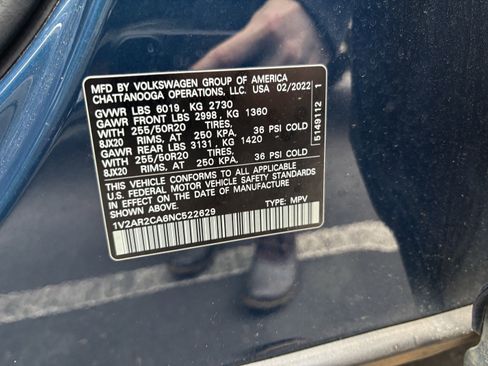 MFD BY VOLKSWAGEN GROUP OF AMERICA
CHATTANOOGA OPERATIONS, LLC. USA 02/2022
GVWR LBS 6019, KG 2730
GAWR FRONT LBS 2998, KG 1360
WITH 255/50R20 TIRES,
8JX20 RIMS, AT 250 KPA, 36 PSI COLD
GAWR REAR LBS 3131, KG 1420
WITH 255/50R20 TIRES,
8JX20 RIMS, AT 250 KPA, 36 PSI COLD
THIS VEHICLE CONFORMS TO ALL APPLICABLE
U.S. FEDERAL MOTOR VEHICLE SAFETY STANDARDS
IN EFFECT ON THE DATE OF MANUFACTURE
SHOWN ABOVE.
1V2AR2CA6NC522629 TYPE: MPV
5149112 1